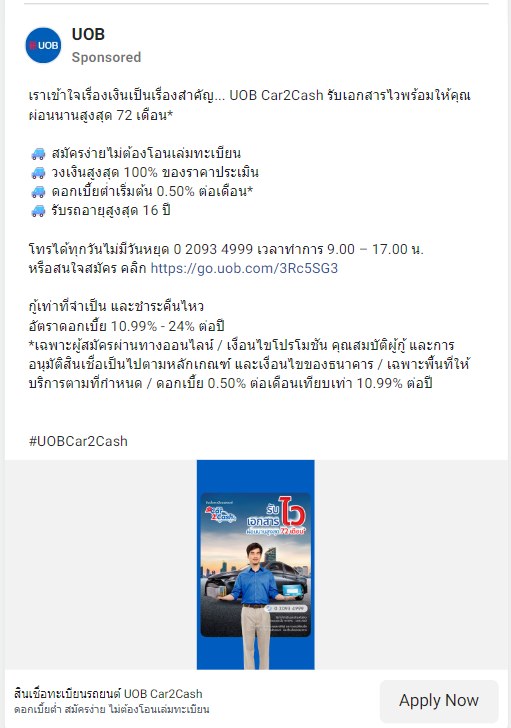 UOB
UOB
Sponsored
เราเข้าใจเรื่องเงินเป็นเรื่องสำคัญ... UOB Car2Cash รับเอกสารไวพร้อมให้คุณ
ผ่อนนานสูงสุด 72 เดือน*
🚙 สมัครง่ายไม่ต้องโอนเล่มทะเบียน
🚙 วงเงินสูงสุด 100% ของราคาประเมิน
🚙 ดอกเบี้ยต่ำเริ่มต้น 0.50% ต่อเดือน*
🚙 รับรถอายุสูงสุด 16 ปี
โทรได้ทุกวันไม่มีวันหยุด 0 2093 4999 เวลาทำการ 9.00 – 17.00 น.
หรือสนใจสมัคร คลิก https://go.uob.com/3Rc5SG3
กู้เท่าที่จำเป็น และชำระคืนไหว
อัตราดอกเบี้ย 10.99% - 24% ต่อปี
*เฉพาะผู้สมัครผ่านทางออนไลน์ / เงื่อนไขโปรโมชัน คุณสมบัติผู้กู้ และการ
อนุมัติสินเชื่อเป็นไปตามหลักเกณฑ์ และเงื่อนไขของธนาคาร / เฉพาะพื้นที่ให้
บริการตามที่กำหนด / ดอกเบี้ย 0.50% ต่อเดือนเทียบเท่า 10.99% ต่อปี
#UOBCar2Cash
Car2Cash
รับ
เอกสาร ไว
ผ่อนนานสูงสุด 72 เดือน*
0 2093 4999
สินเชื่อทะเบียนรถยนต์ UOB Car2Cash
ดอกเบี้ยต่ำ สมัครง่าย ไม่ต้องโอนเล่มทะเบียน
Apply Now